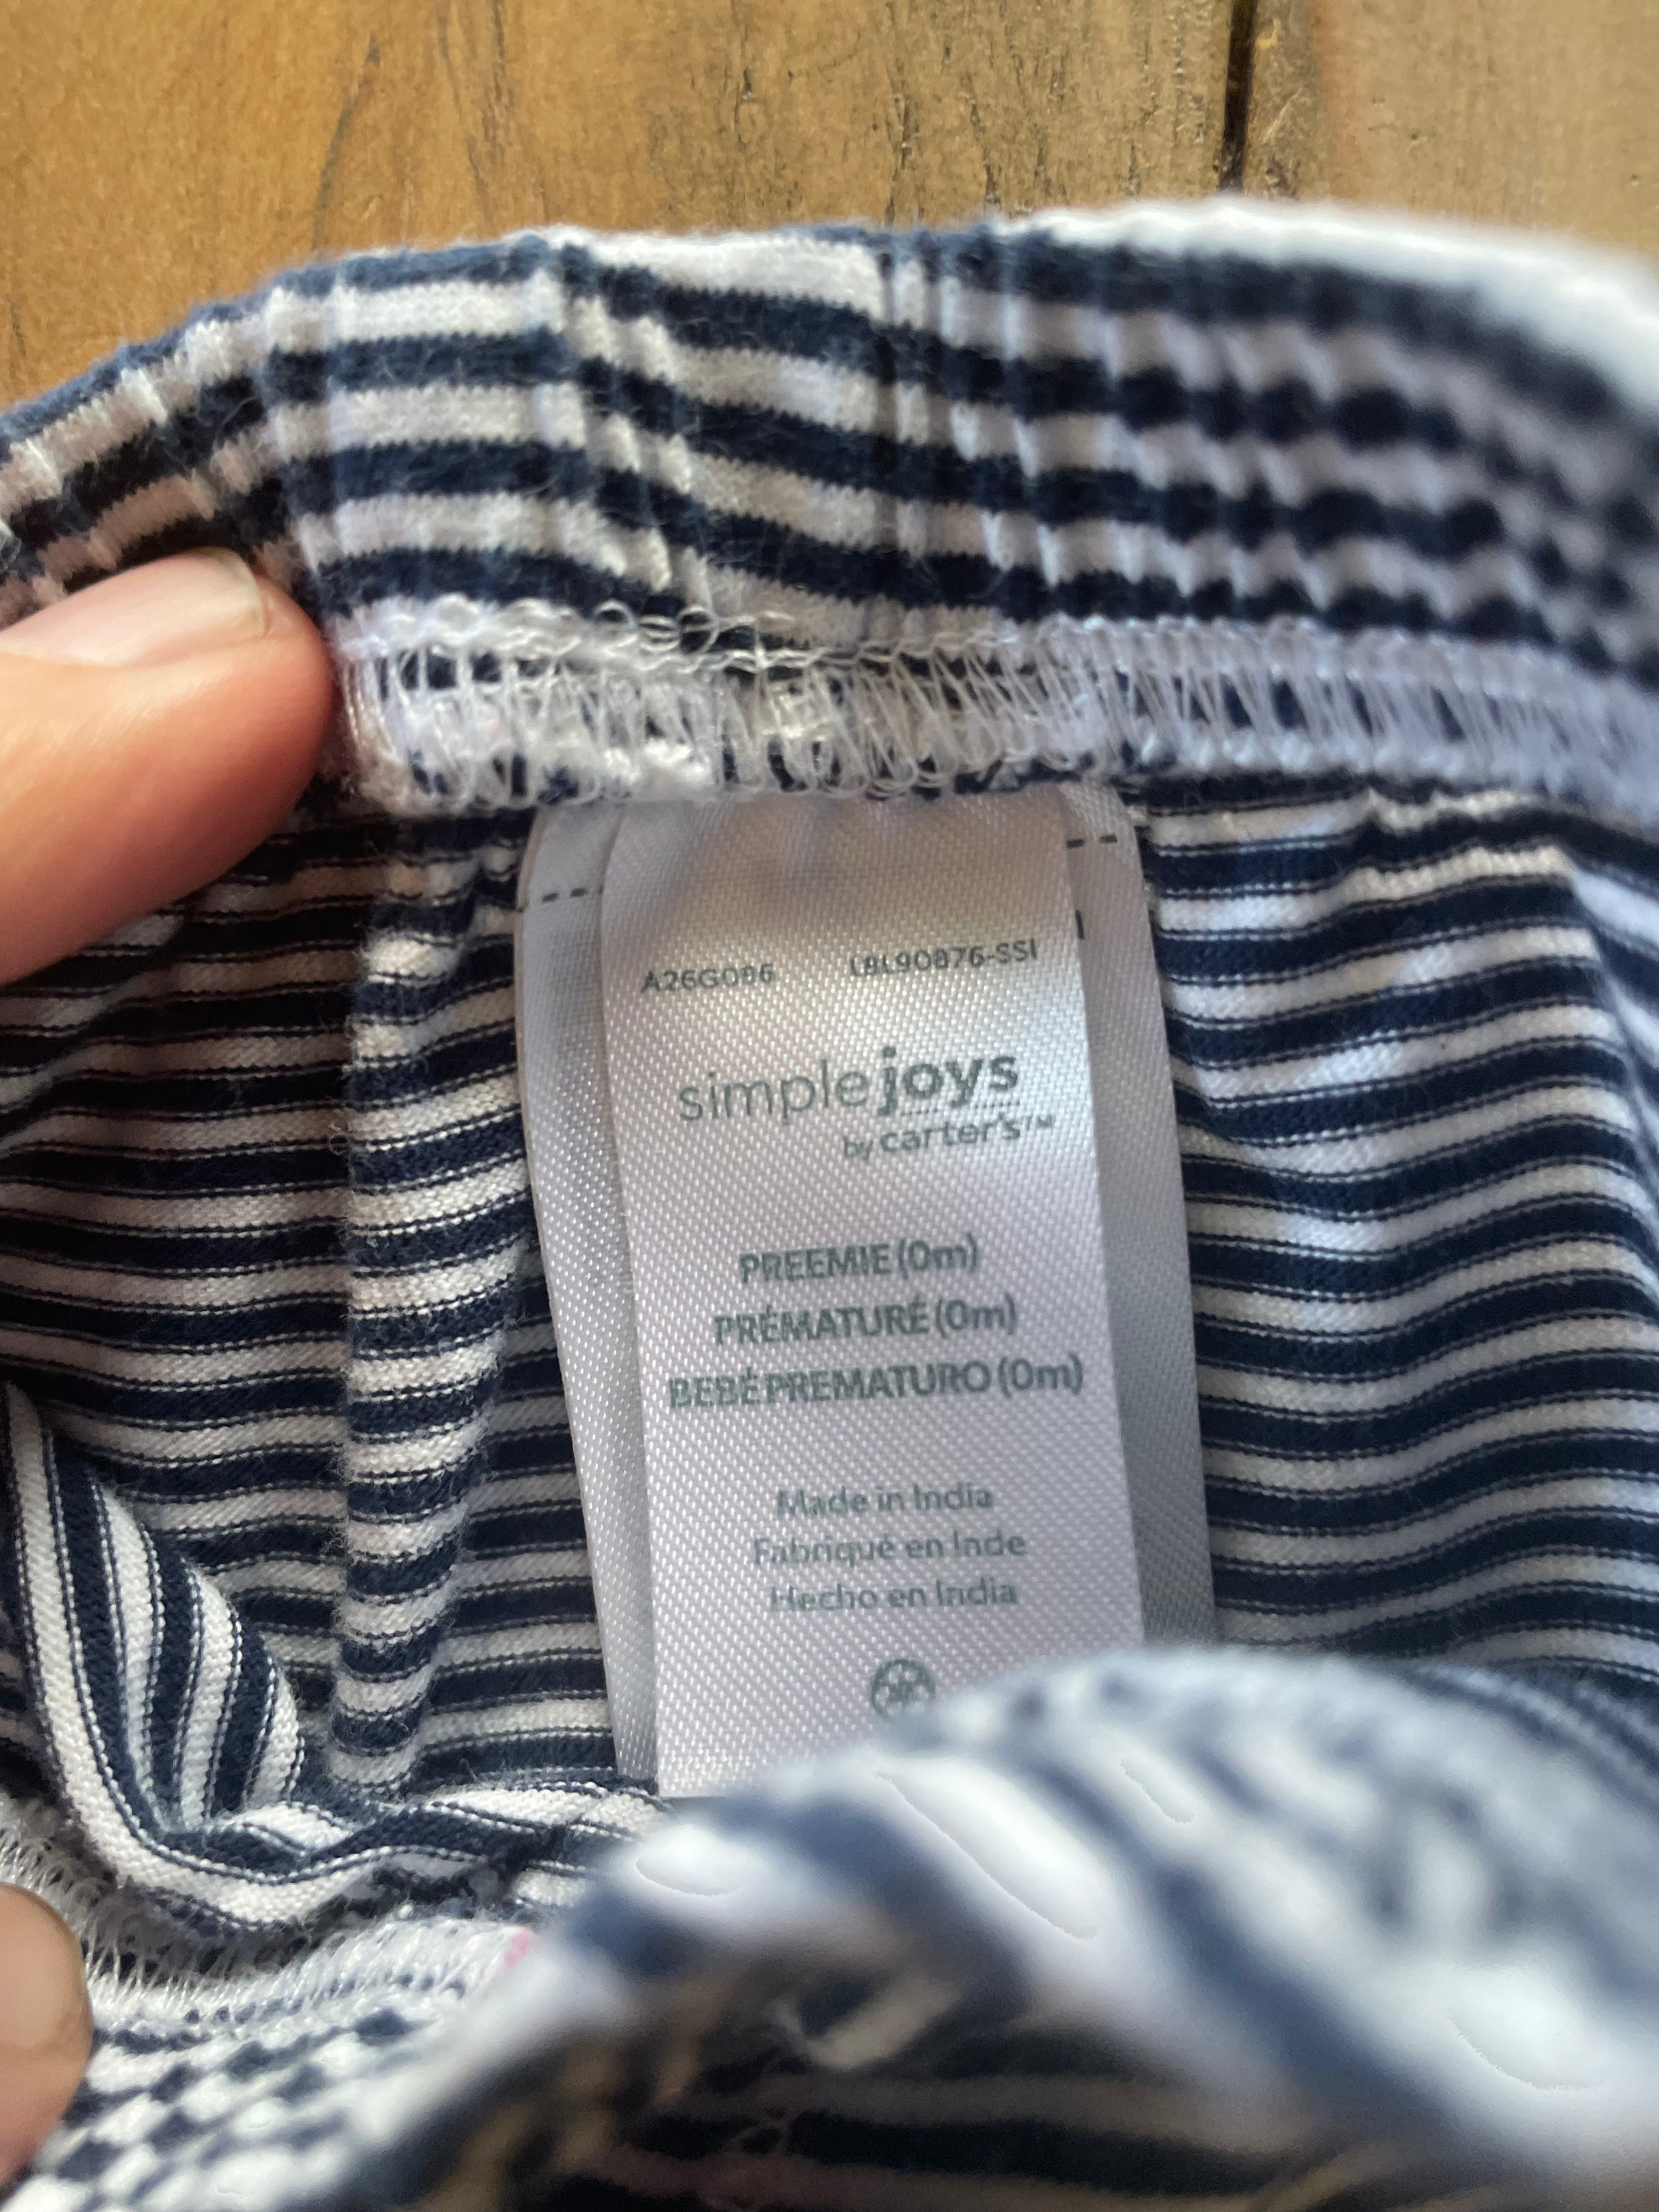 A26G086 LBL90876-SSI
simple joys
by carter's™
PREEMIE (0m)
PRÉMATURÉ (0m)
BEBÉ PREMATURO (0m)
Made in India
Fabriqué en Inde
Hecho en India